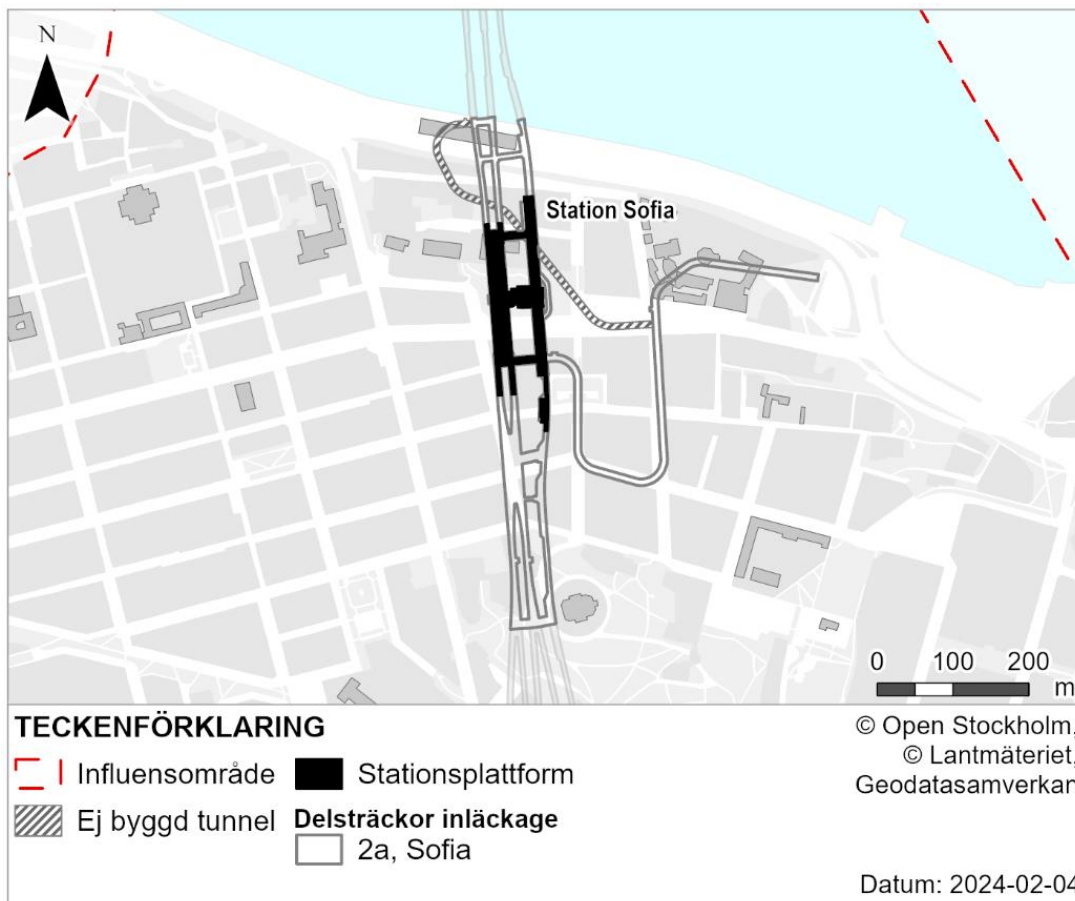 N
Station Sofia
0 100 200
m
TECKENFÖRKLARING
Influensområde
Stationsplattform
Ej byggd tunnel
Delsträckor inläckage
2a, Sofia
© Open Stockholm,
© Lantmäteriet,
Geodatasamverkan
Datum: 2024-02-04